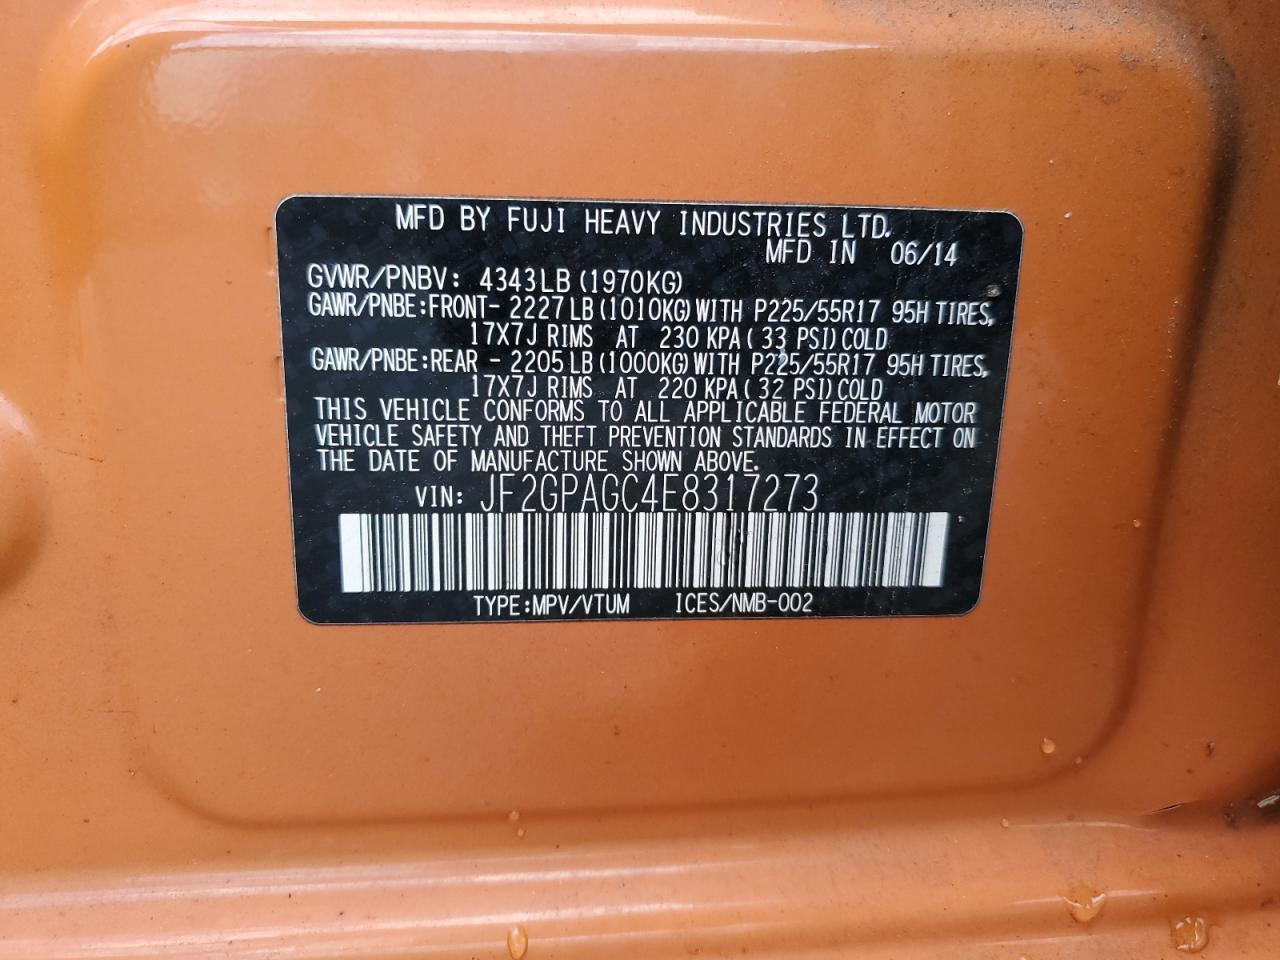 MFD BY FUJI HEAVY INDUSTRIES LTD.
MFD IN 06/14
GVWR/PNBV: 4343LB (1970KG)
GAWR/PNBE:FRONT- 2227LB (1010KG) WITH P225/55R17 95H TIRES,
17X7J RIMS AT 230 KPA ( 33 PSI) COLD
GAWR/PNBE:REAR - 2205LB (1000KG) WITH P225/55R17 95H TIRES,
17X7J RIMS AT 220 KPA ( 32 PSI) COLD
THIS VEHICLE CONFORMS TO ALL APPLICABLE FEDERAL MOTOR
VEHICLE SAFETY AND THEFT PREVENTION STANDARDS IN EFFECT ON
THE DATE OF MANUFACTURE SHOWN ABOVE.
VIN: JF2GPAGC4E8317273
TYPE:MPV/VTUM ICES/NMB-002